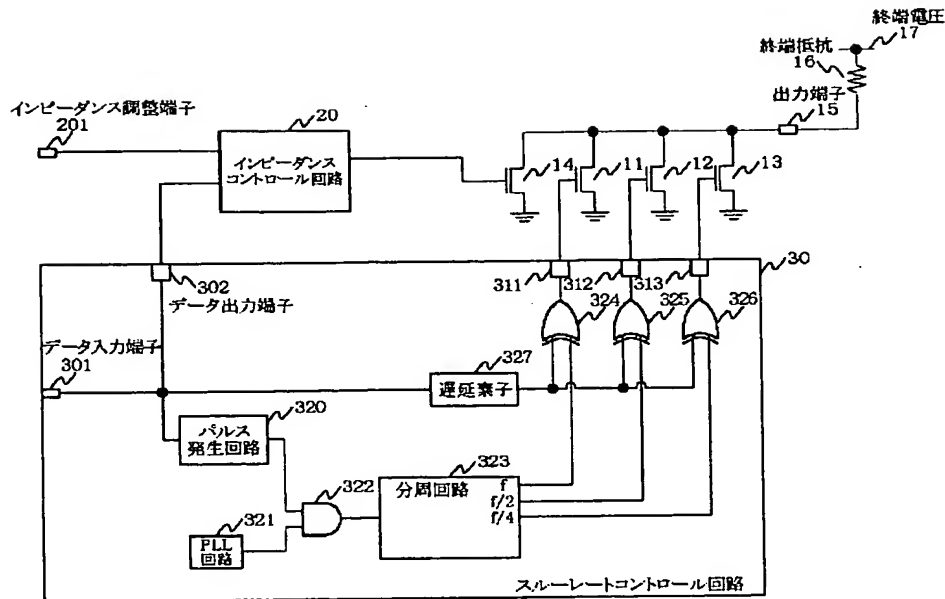 終端電圧
17
終端抵抗
16
出力端子
15
インピーダンス調整端子
201
20
インピーダンス
コントロール回路
14
11
12
13
30
302
データ出力端子
311
312
313
324
325
326
データ入力端子
301
327
遅延素子
320
パルス
発生回路
322
323
分周回路
f
f/2
f/4
321
PLL
回路
スルーレートコントロール回路